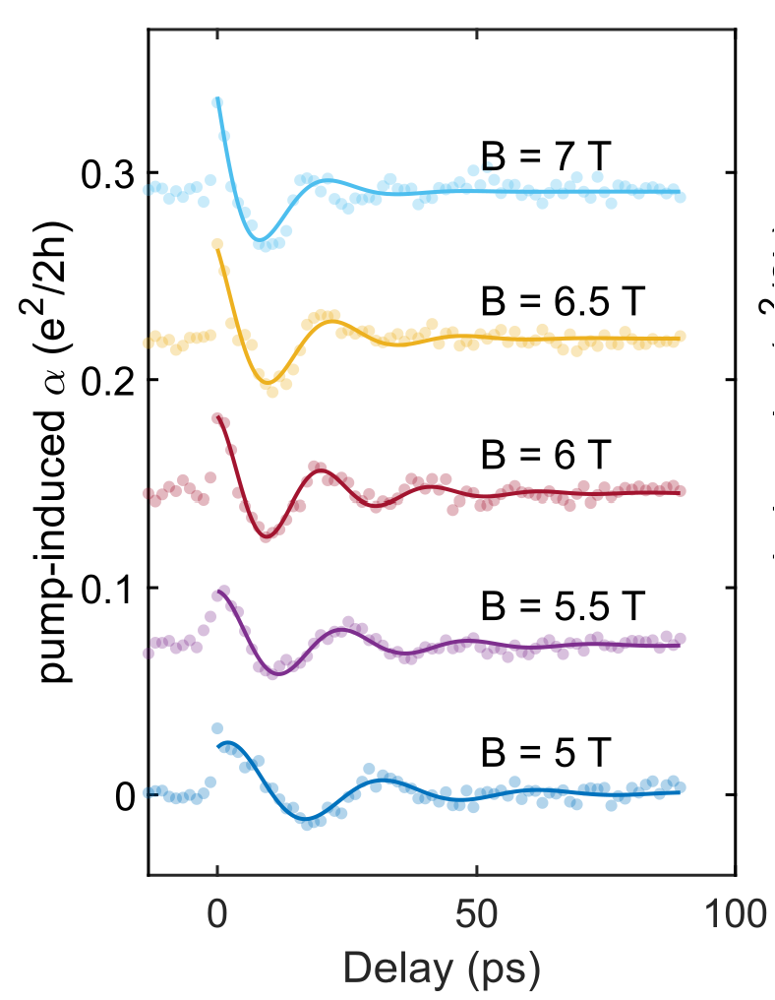 pump-induced α (e²/2h)
0.3
0.2
0.1
0
B = 7 T
B = 6.5 T
B = 6 T
B = 5.5 T
B = 5 T
0 50 100
Delay (ps)